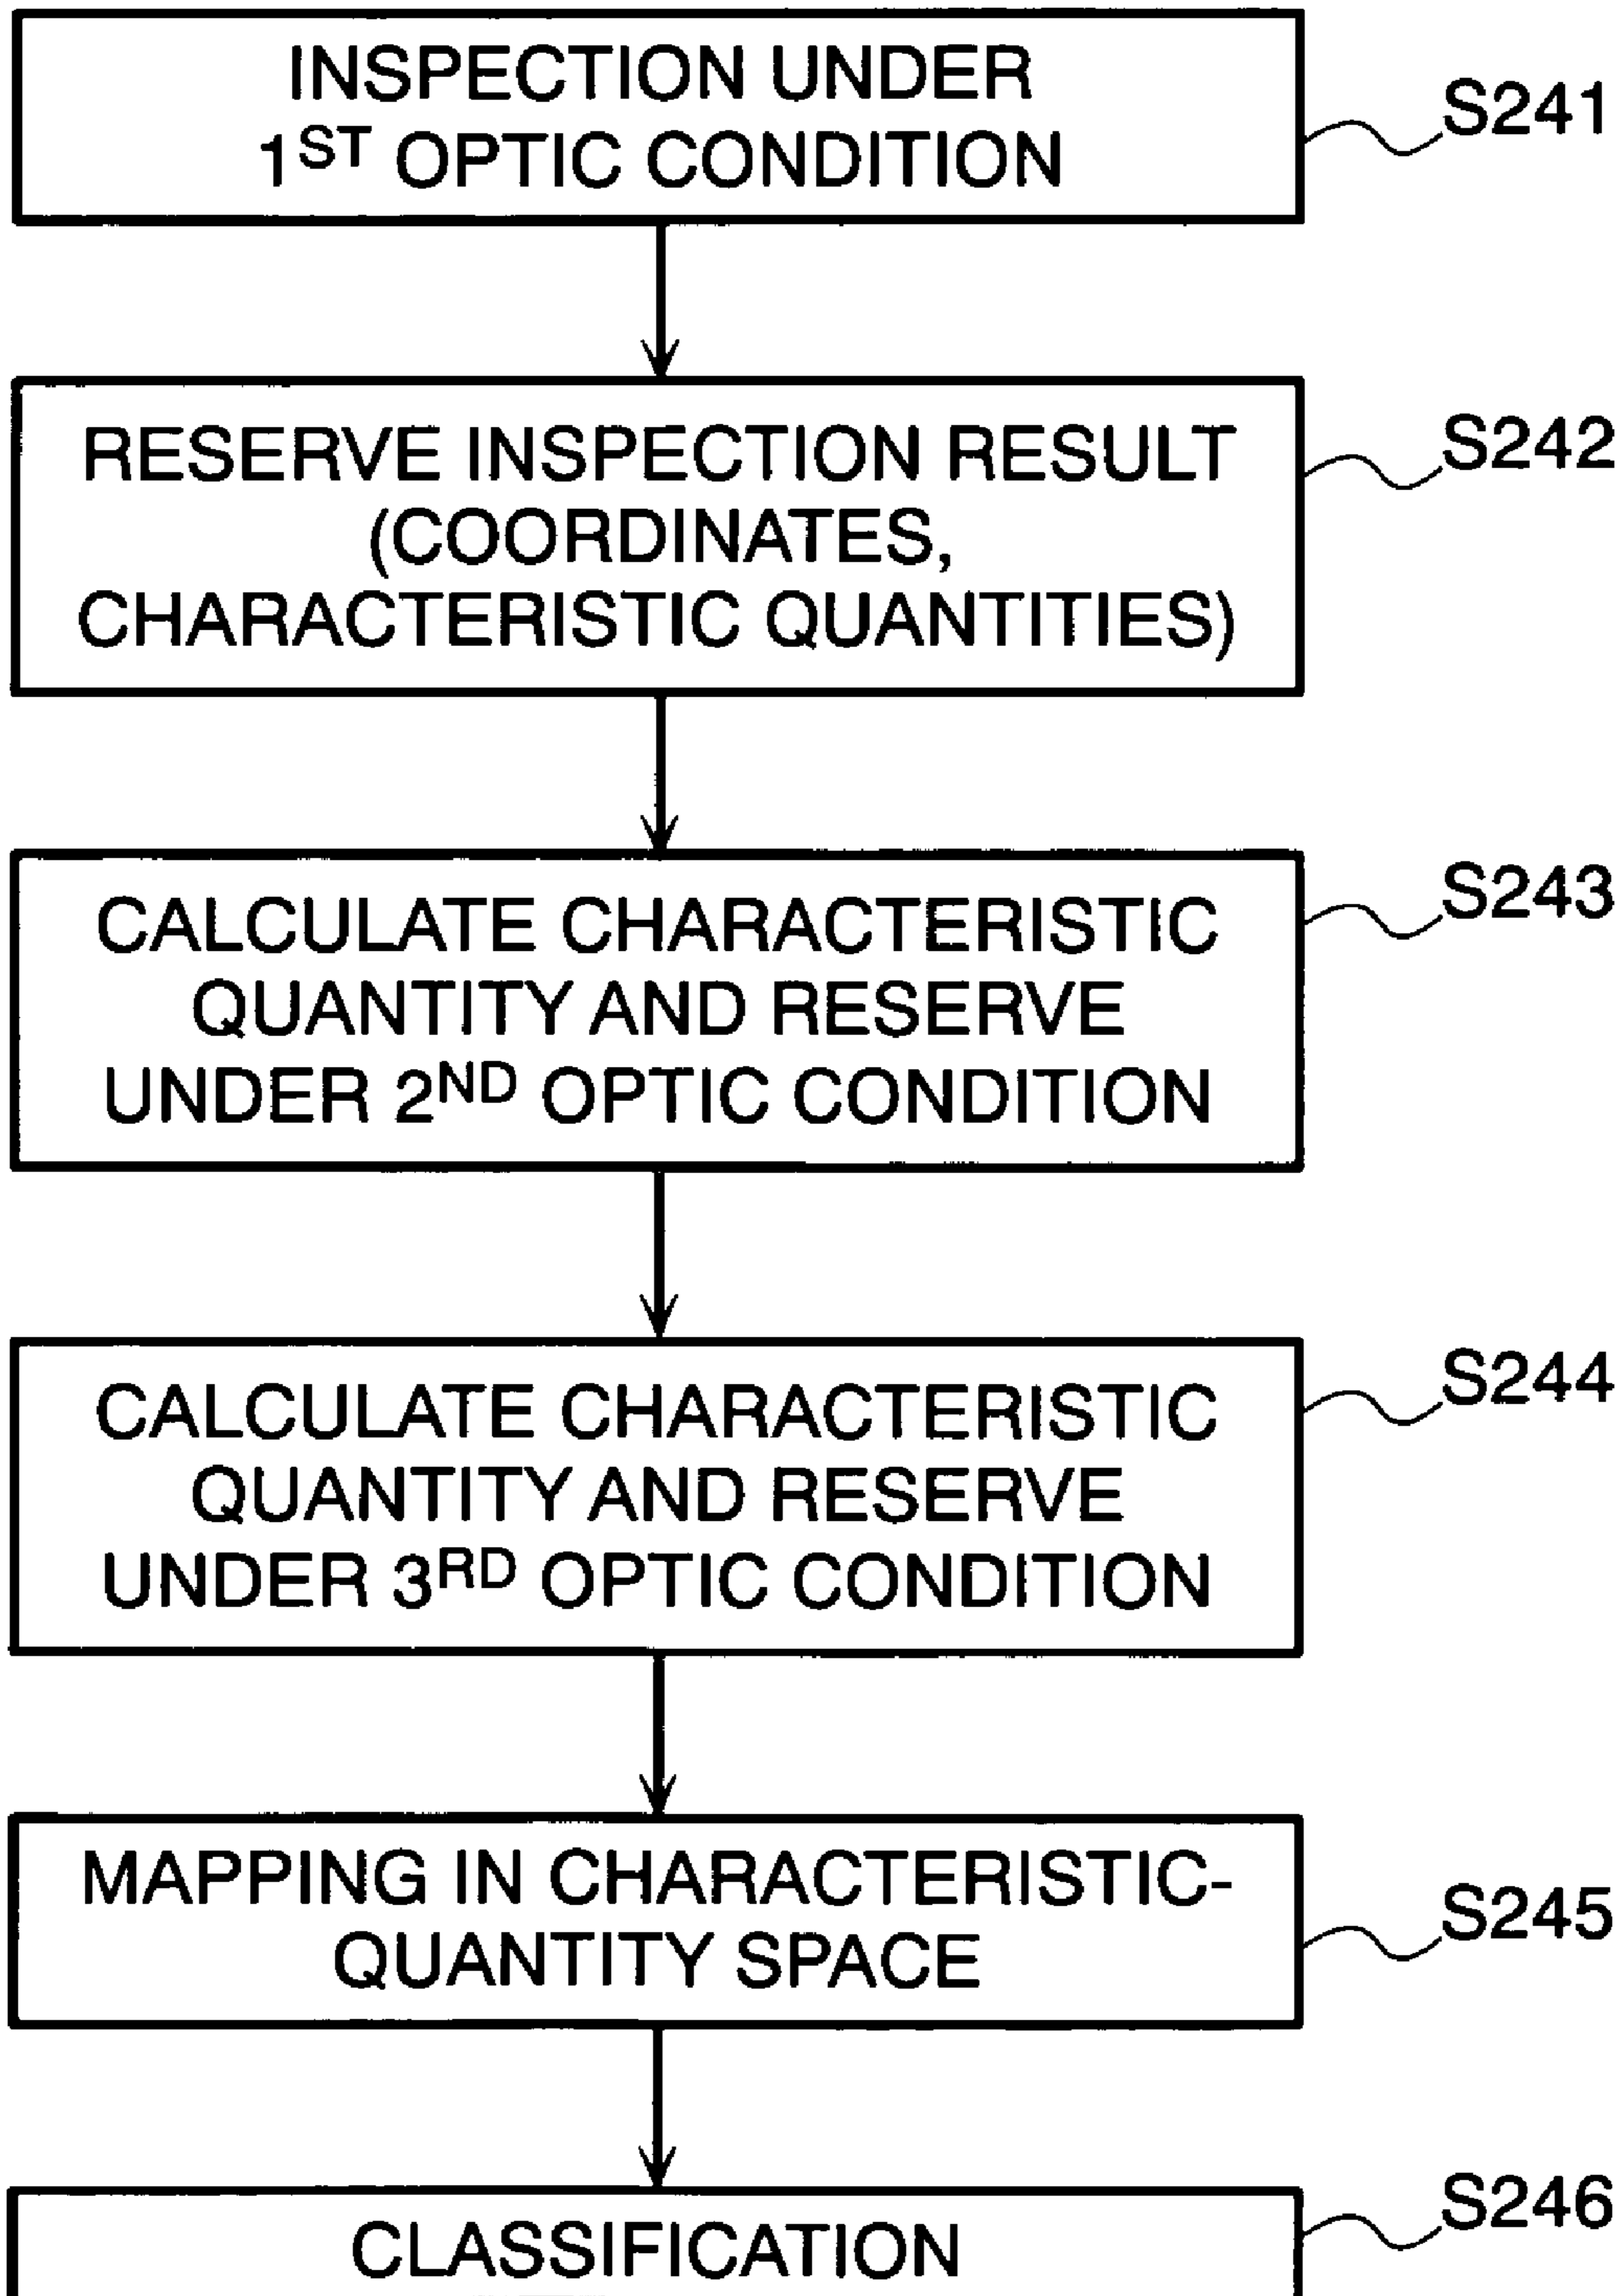 INSPECTION UNDER
1ST OPTIC CONDITION
S241
RESERVE INSPECTION RESULT
(COORDINATES,
CHARACTERISTIC QUANTITIES)
S242
CALCULATE CHARACTERISTIC
QUANTITY AND RESERVE
UNDER 2ND OPTIC CONDITION
S243
CALCULATE CHARACTERISTIC
QUANTITY AND RESERVE
UNDER 3RD OPTIC CONDITION
S244
MAPPING IN CHARACTERISTIC-
QUANTITY SPACE
S245
CLASSIFICATION
S246